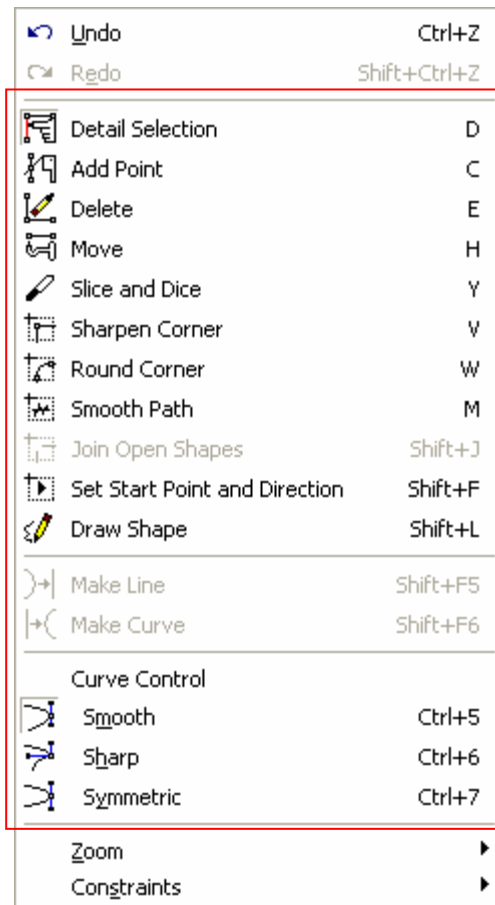 Undo Ctrl+Z
Redo Shift+Ctrl+Z
Detail Selection D
Add Point C
Delete E
Move H
Slice and Dice Y
Sharpen Corner V
Round Corner W
Smooth Path M
Join Open Shapes Shift+J
Set Start Point and Direction Shift+F
Draw Shape Shift+L
Make Line Shift+F5
Make Curve Shift+F6
Curve Control
Smooth Ctrl+5
Sharp Ctrl+6
Symmetric Ctrl+7
Zoom
Constraints